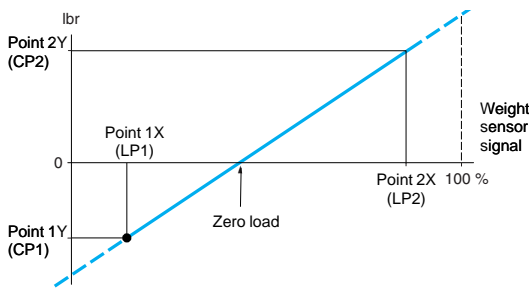 lbr
Point 2Y
(CP2)
Point 1X
(LP1)
Weight
sensor
signal
0
Point 2X
(LP2)
100 %
Zero load
Point 1Y
(CP1)